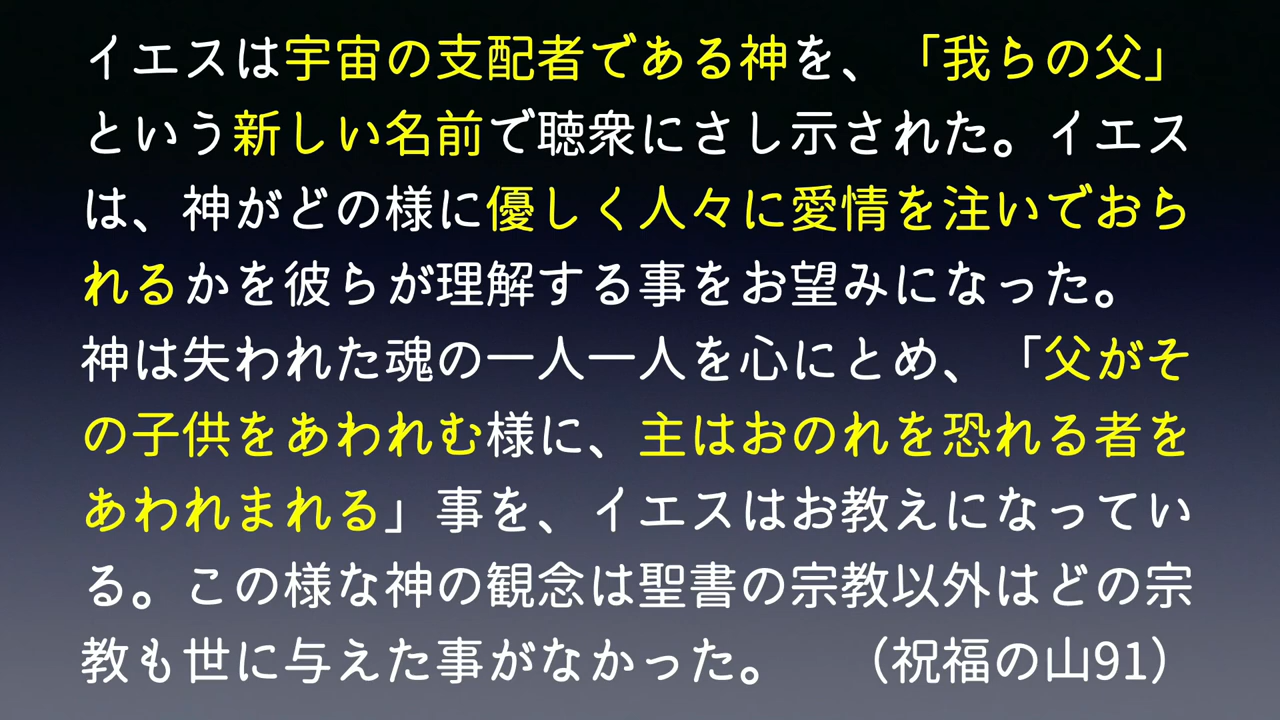 イエスは宇宙の支配者である神を、「我らの父」
という新しい名前で聴衆にさし示された。イエス
は、神がどの様に優しく人々に愛情を注いでおら
れるかを彼らが理解する事をお望みになった。
神は失われた魂の一人一人を心にとめ、「父がそ
の子供をあわれむ様に、主はおのれを恐れる者を
あわれまれる」事を、イエスはお教えになってい
る。この様な神の観念は聖書の宗教以外はどの宗
教も世に与えた事がなかった。　（祝福の山91）